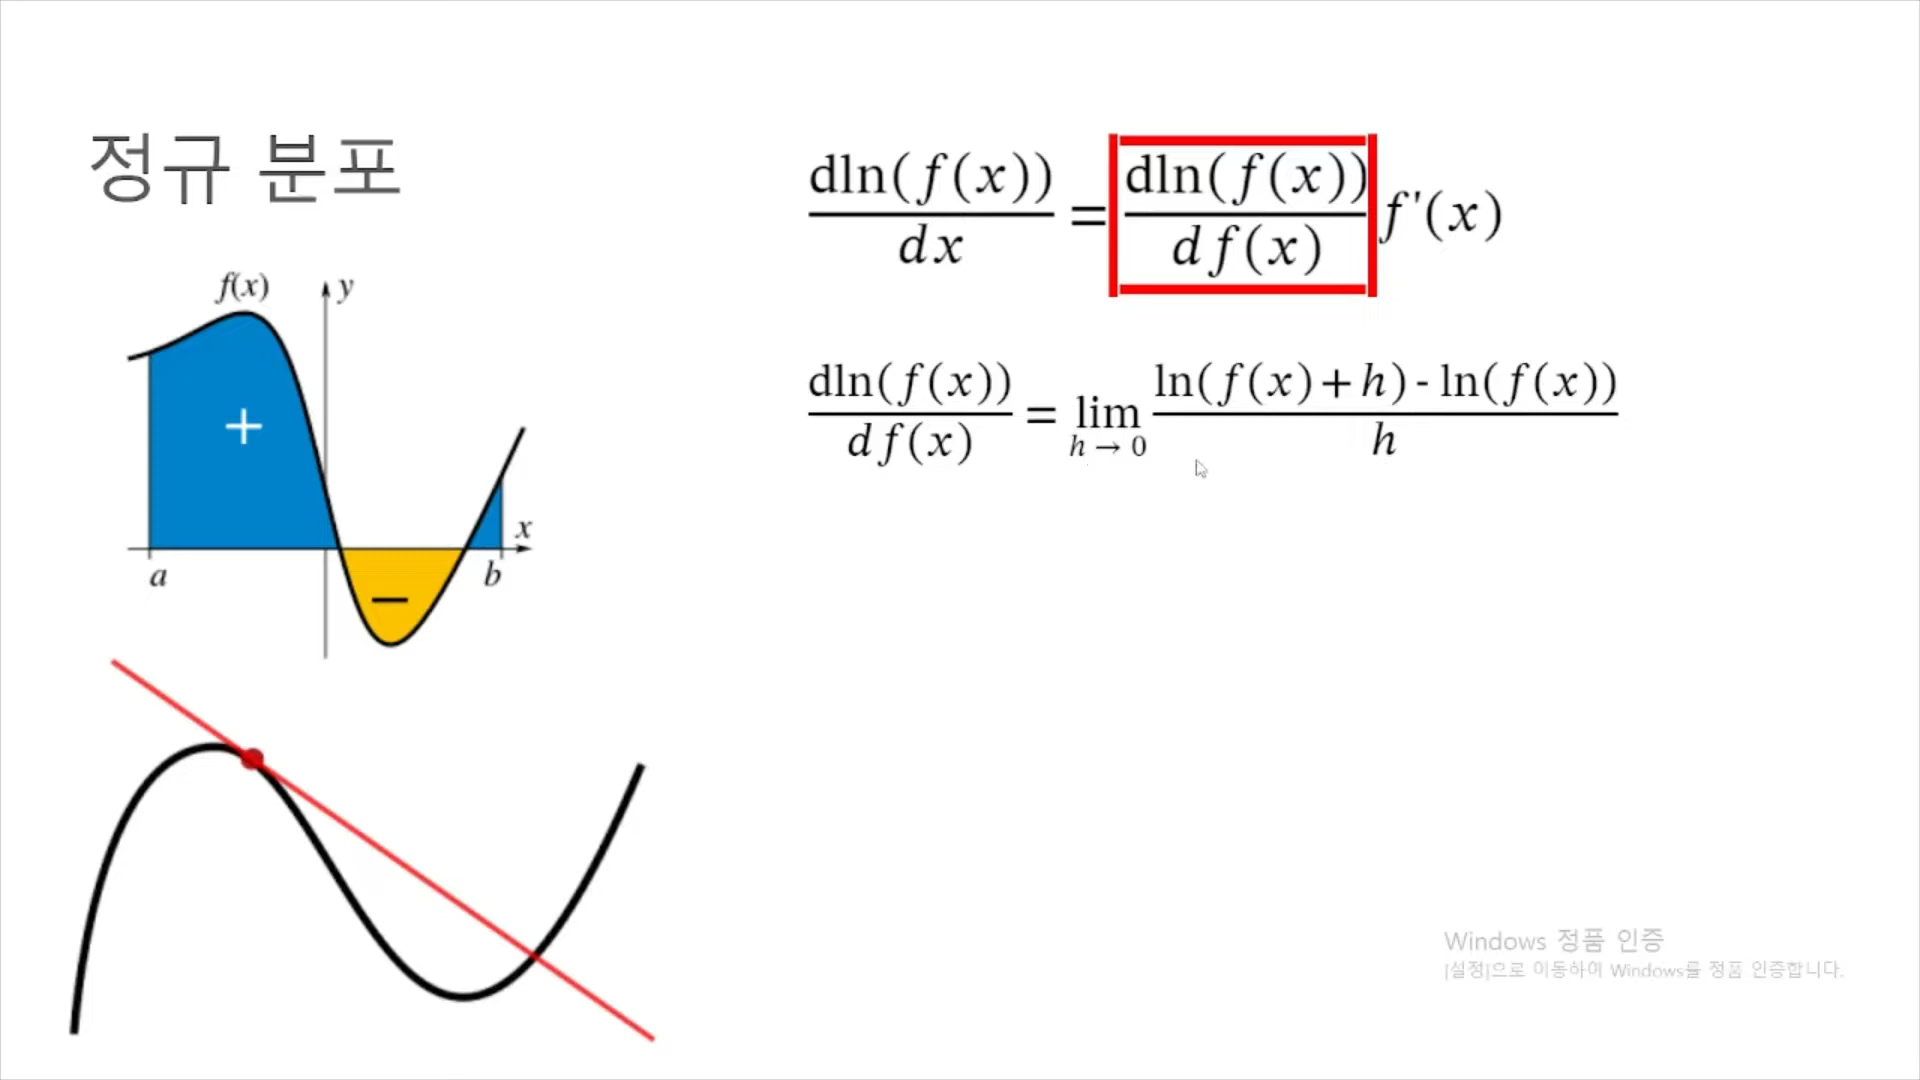 정규 분포
dln(f(x))/dx = dln(f(x))/df(x) f'(x)
dln(f(x))/df(x) = lim h→0 ln(f(x)+h)-ln(f(x))/h
f(x)
y
+
x
a
b
−
Windows 정품 인증
[설정]으로 이동하여 Windows를 정품 인증합니다.